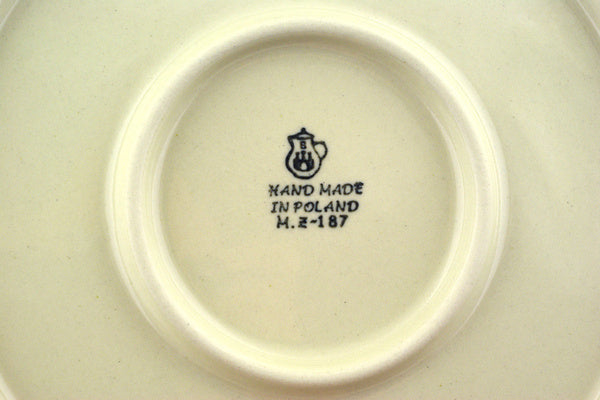 B
HAND MADE
IN POLAND
M.Z-187